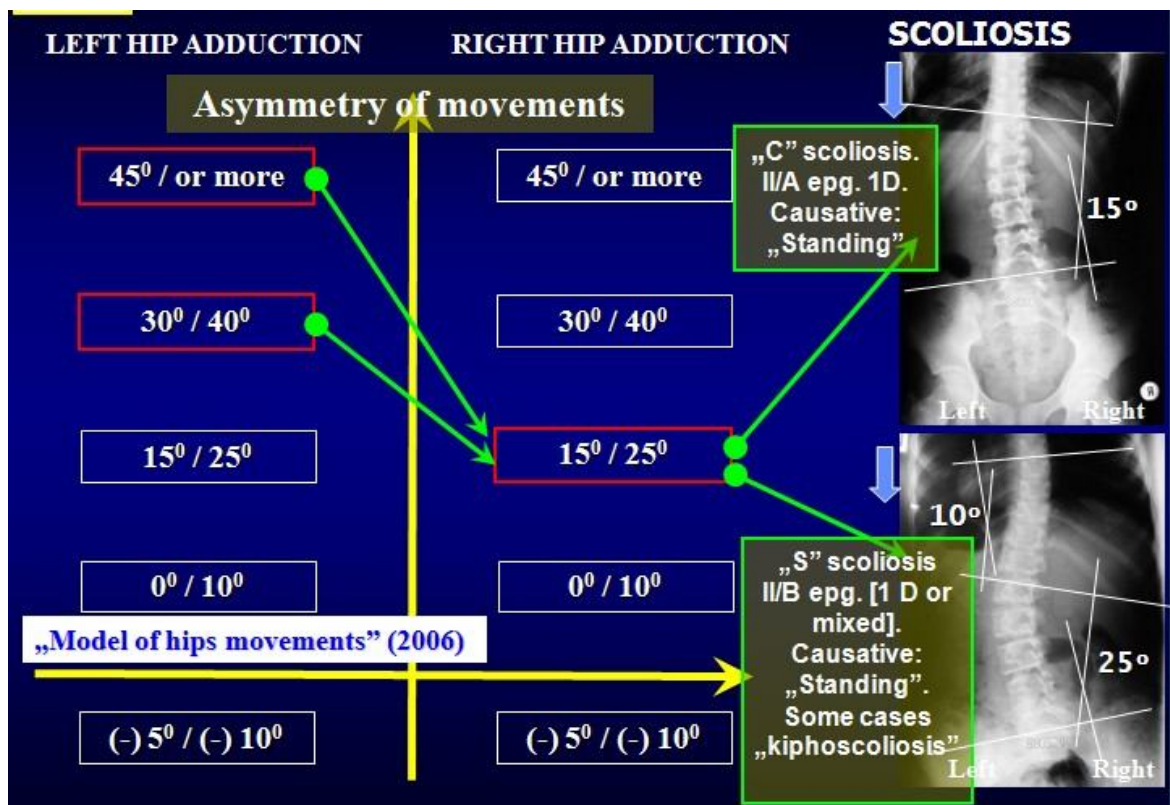 LEFT HIP ADDUCTION
RIGHT HIP ADDUCTION
SCOLIOSIS
Asymmetry of movements
45⁰ / or more
45⁰ / or more
„C” scoliosis.
II/A epg. 1D.
Causative:
„Standing”
15º
30⁰ / 40⁰
30⁰ / 40⁰
Left
Right
15⁰ / 25⁰
15⁰ / 25⁰
10º
0⁰ / 10⁰
0⁰ / 10⁰
„S” scoliosis
II/B epg. [1 D or
mixed].
Causative:
„Standing”.
Some cases
„kiphoscoliosis”
25º
„Model of hips movements” (2006)
(-) 5⁰ / (-) 10⁰
(-) 5⁰ / (-) 10⁰
Left
Right